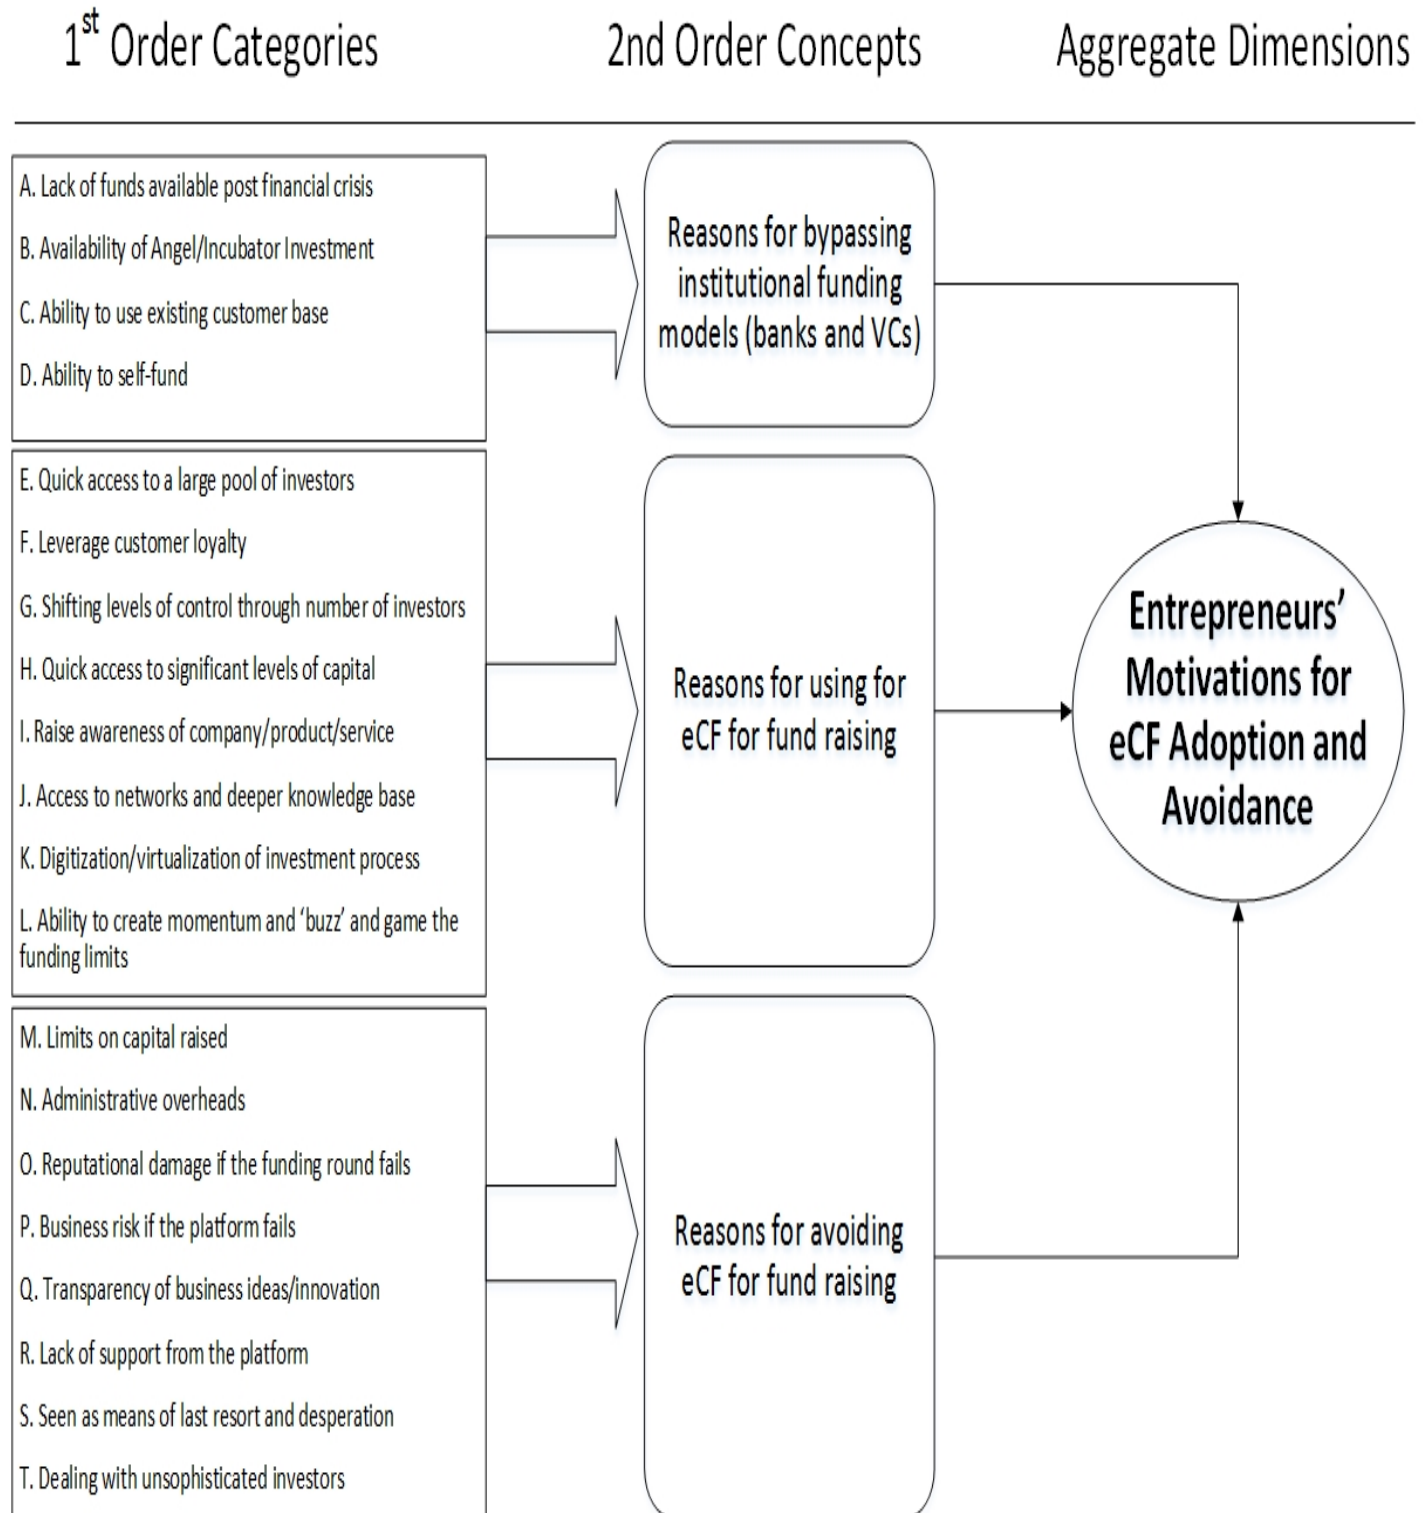 1st Order Categories
2nd Order Concepts
Aggregate Dimensions
A. Lack of funds available post financial crisis
B. Availability of Angel/Incubator Investment
C. Ability to use existing customer base
D. Ability to self-fund
Reasons for bypassing
institutional funding
models (banks and VCs)
E. Quick access to a large pool of investors
F. Leverage customer loyalty
G. Shifting levels of control through number of investors
H. Quick access to significant levels of capital
I. Raise awareness of company/product/service
J. Access to networks and deeper knowledge base
K. Digitization/virtualization of investment process
L. Ability to create momentum and ‘buzz’ and game the
funding limits
Reasons for using for
eCF for fund raising
Entrepreneurs’
Motivations for
eCF Adoption and
Avoidance
M. Limits on capital raised
N. Administrative overheads
O. Reputational damage if the funding round fails
P. Business risk if the platform fails
Q. Transparency of business ideas/innovation
R. Lack of support from the platform
S. Seen as means of last resort and desperation
T. Dealing with unsophisticated investors
Reasons for avoiding
eCF for fund raising